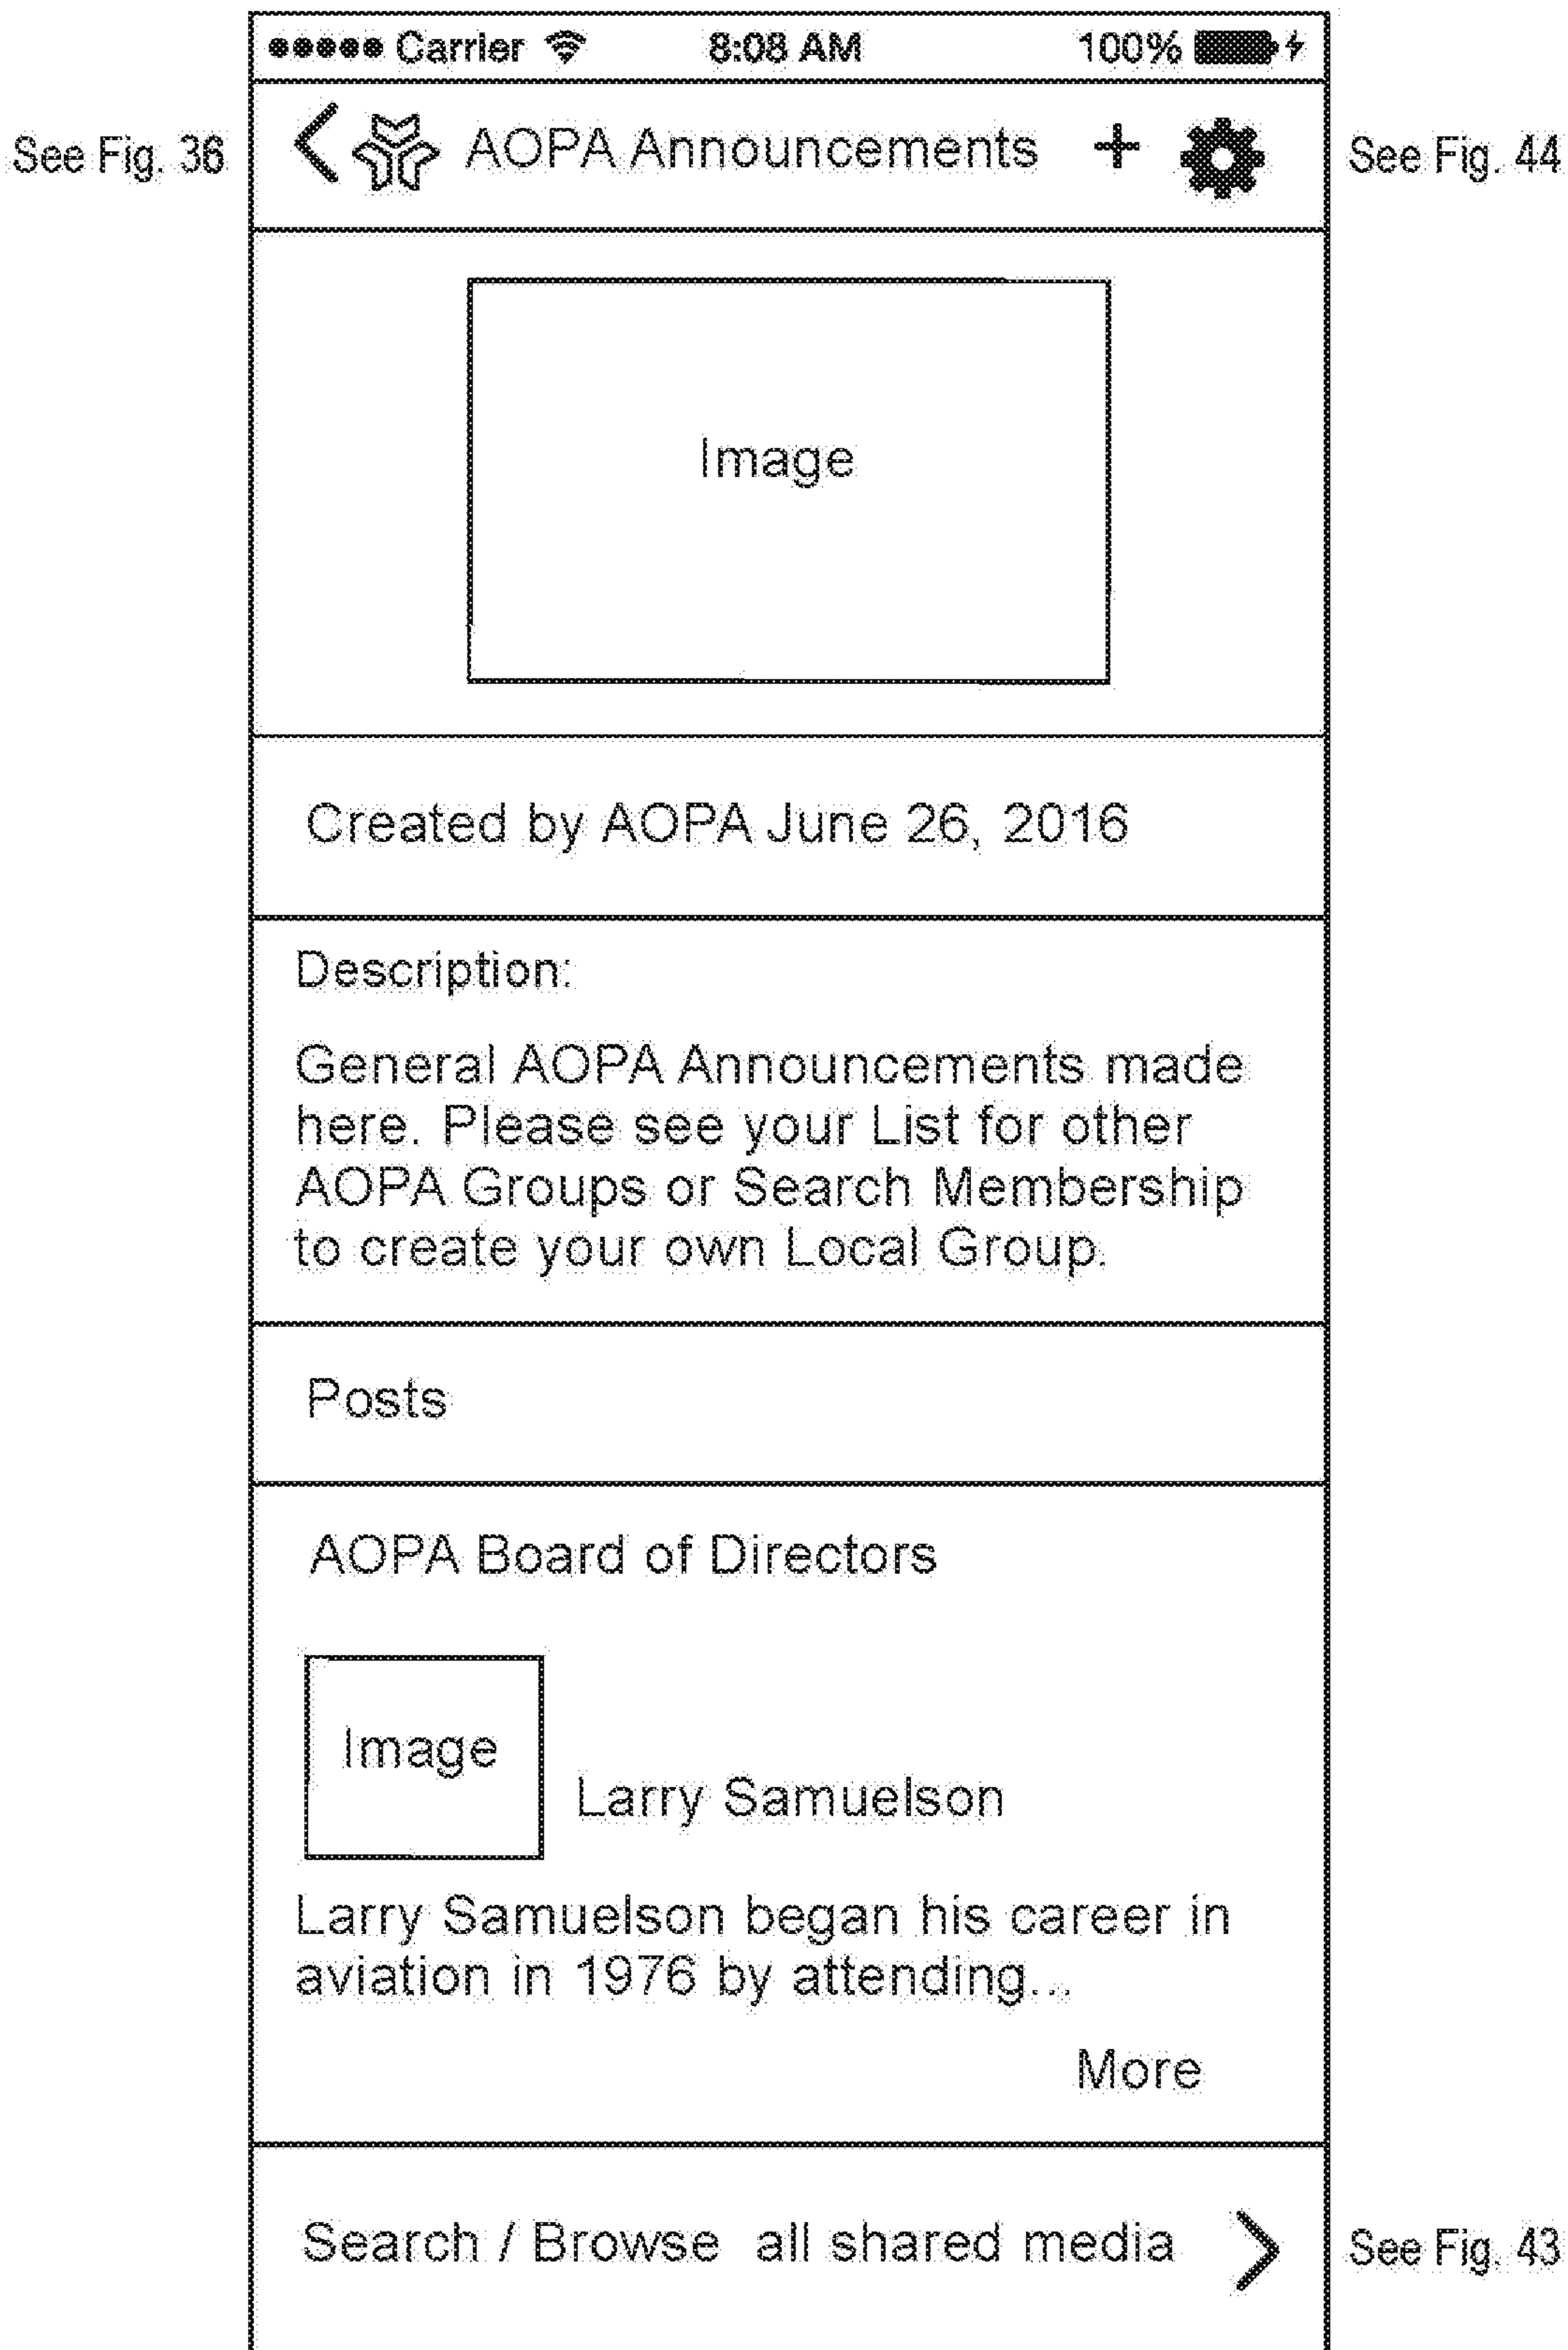 Carrier 8:08 AM 100%
See Fig. 36 AOPA Announcements + See Fig. 44
Image
Created by AOPA June 26, 2016
Description:
General AOPA Announcements made
here. Please see your List for other
AOPA Groups or Search Membership
to create your own Local Group.
Posts
AOPA Board of Directors
Image
Larry Samuelson
Larry Samuelson began his career in
aviation in 1976 by attending...
More
Search / Browse all shared media See Fig. 43